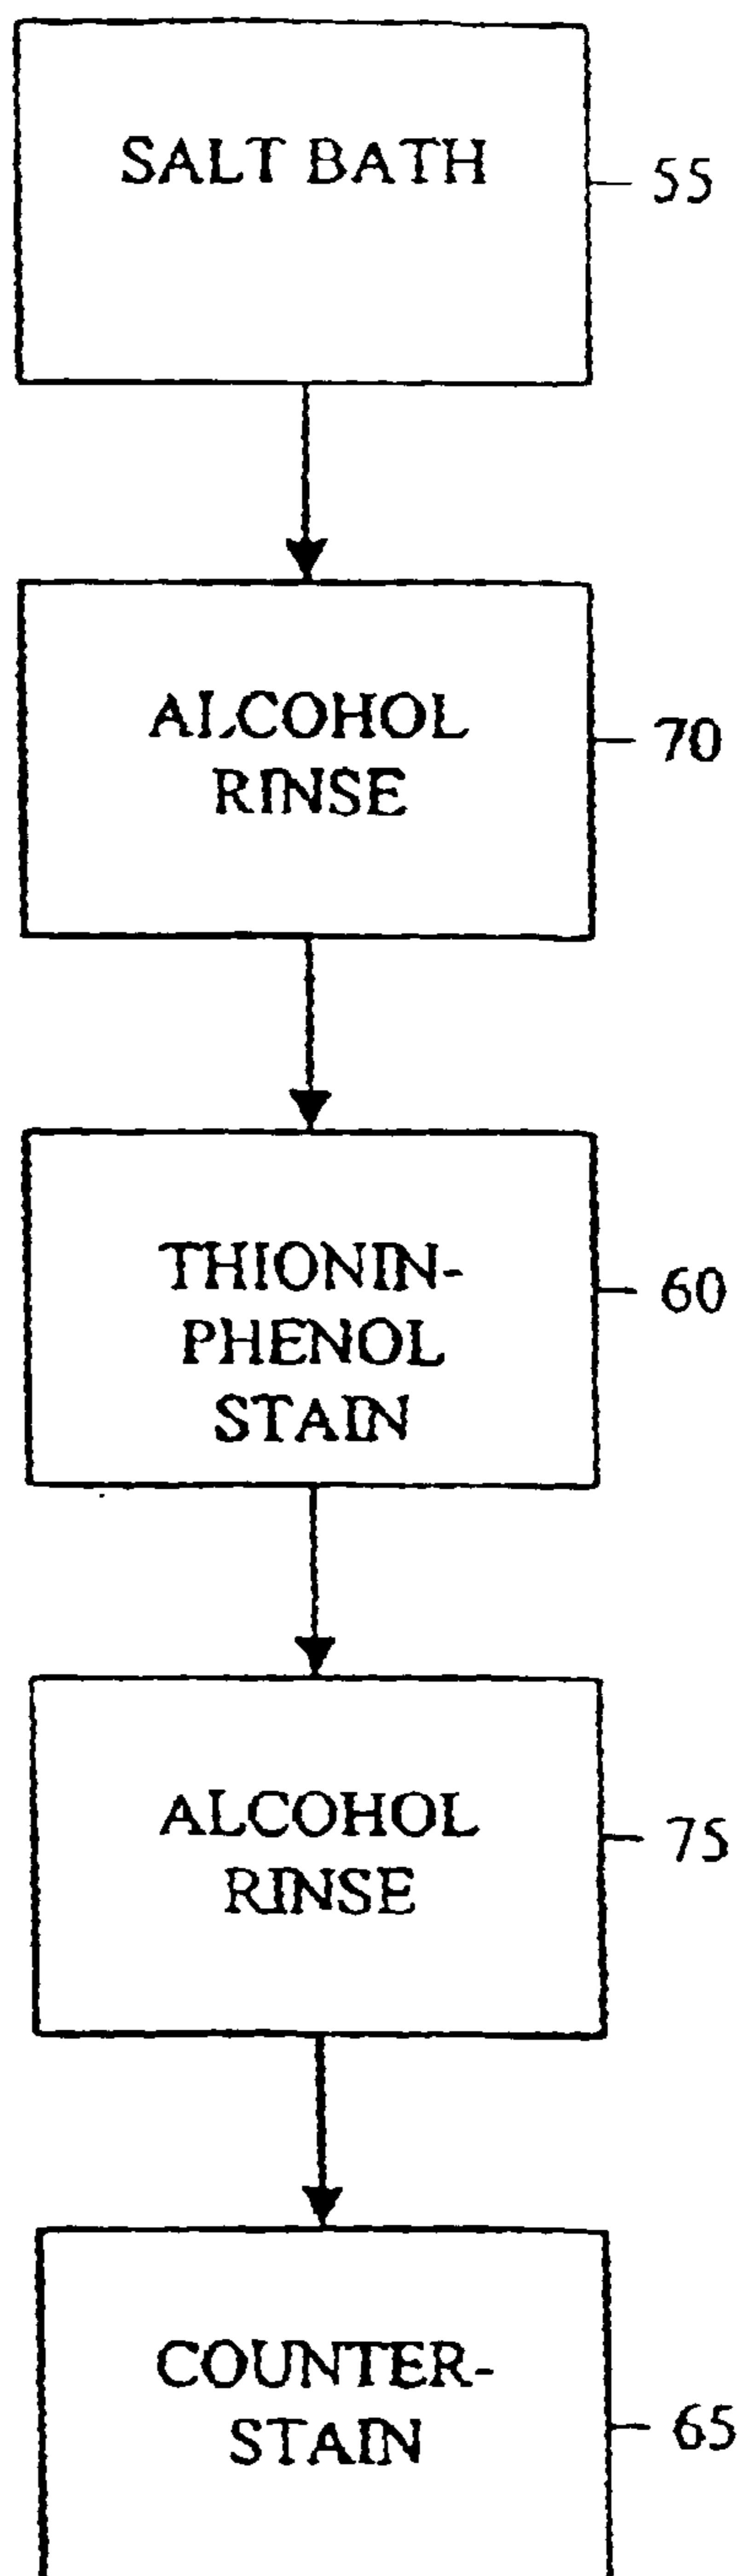 SALT BATH
55
ALCOHOL
RINSE
70
THIONIN-
PHENOL
STAIN
60
ALCOHOL
RINSE
75
COUNTER-
STAIN
65